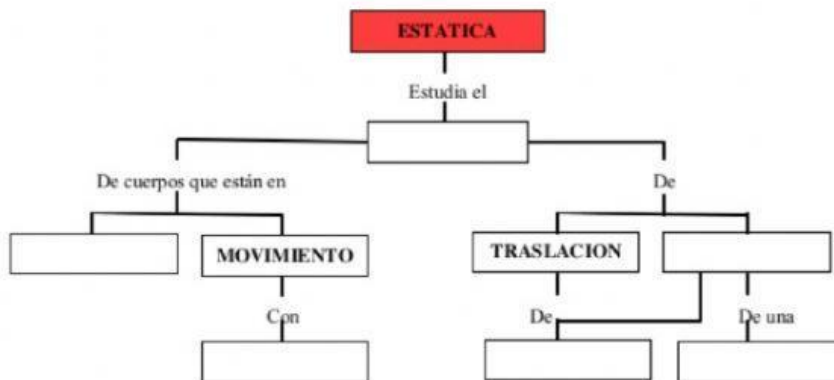 ESTATICA
Estudia el
De cuerpos que están en
De
MOVIMIENTO
TRASLACION
Con
De
De una